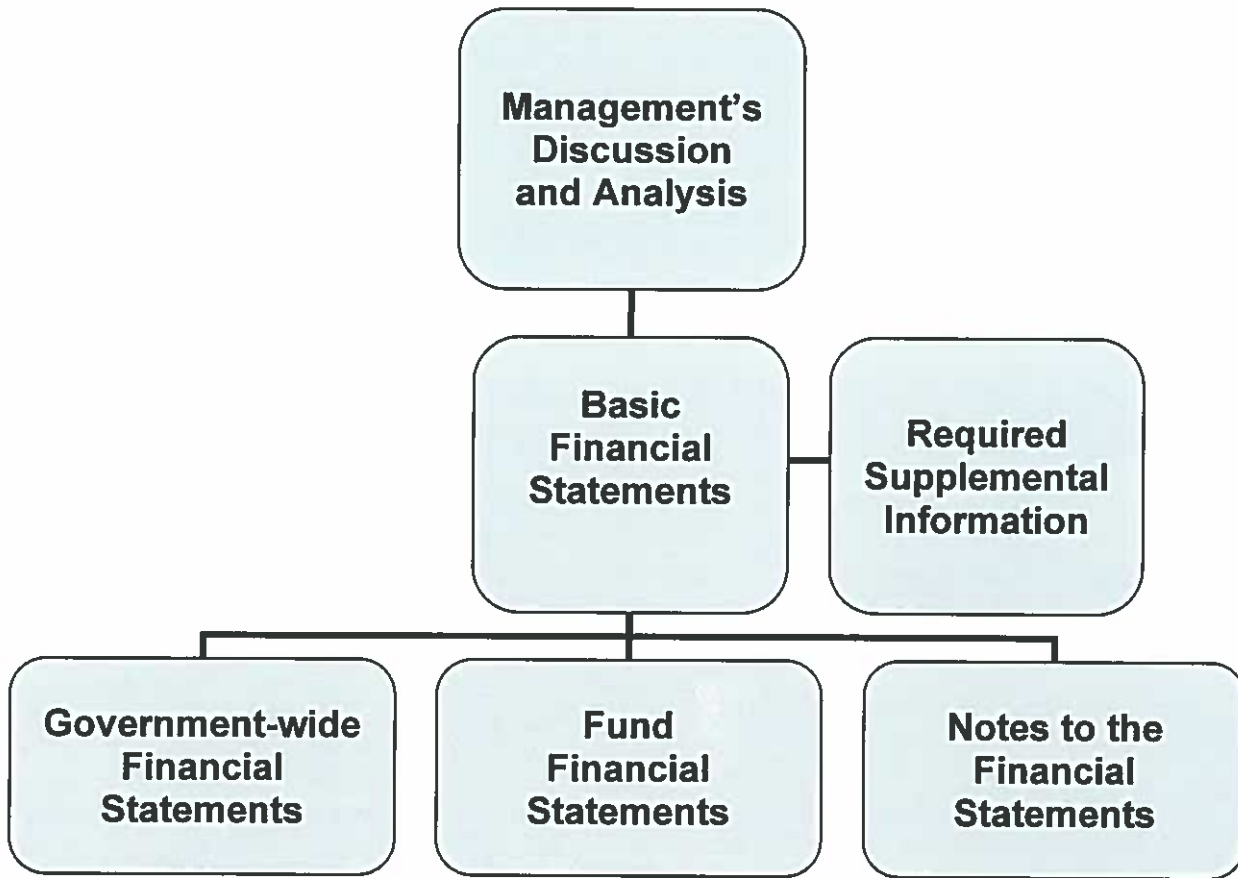 Management's
Discussion
and Analysis
Basic
Financial
Statements
Required
Supplemental
Information
Government-wide
Financial
Statements
Fund
Financial
Statements
Notes to the
Financial
Statements